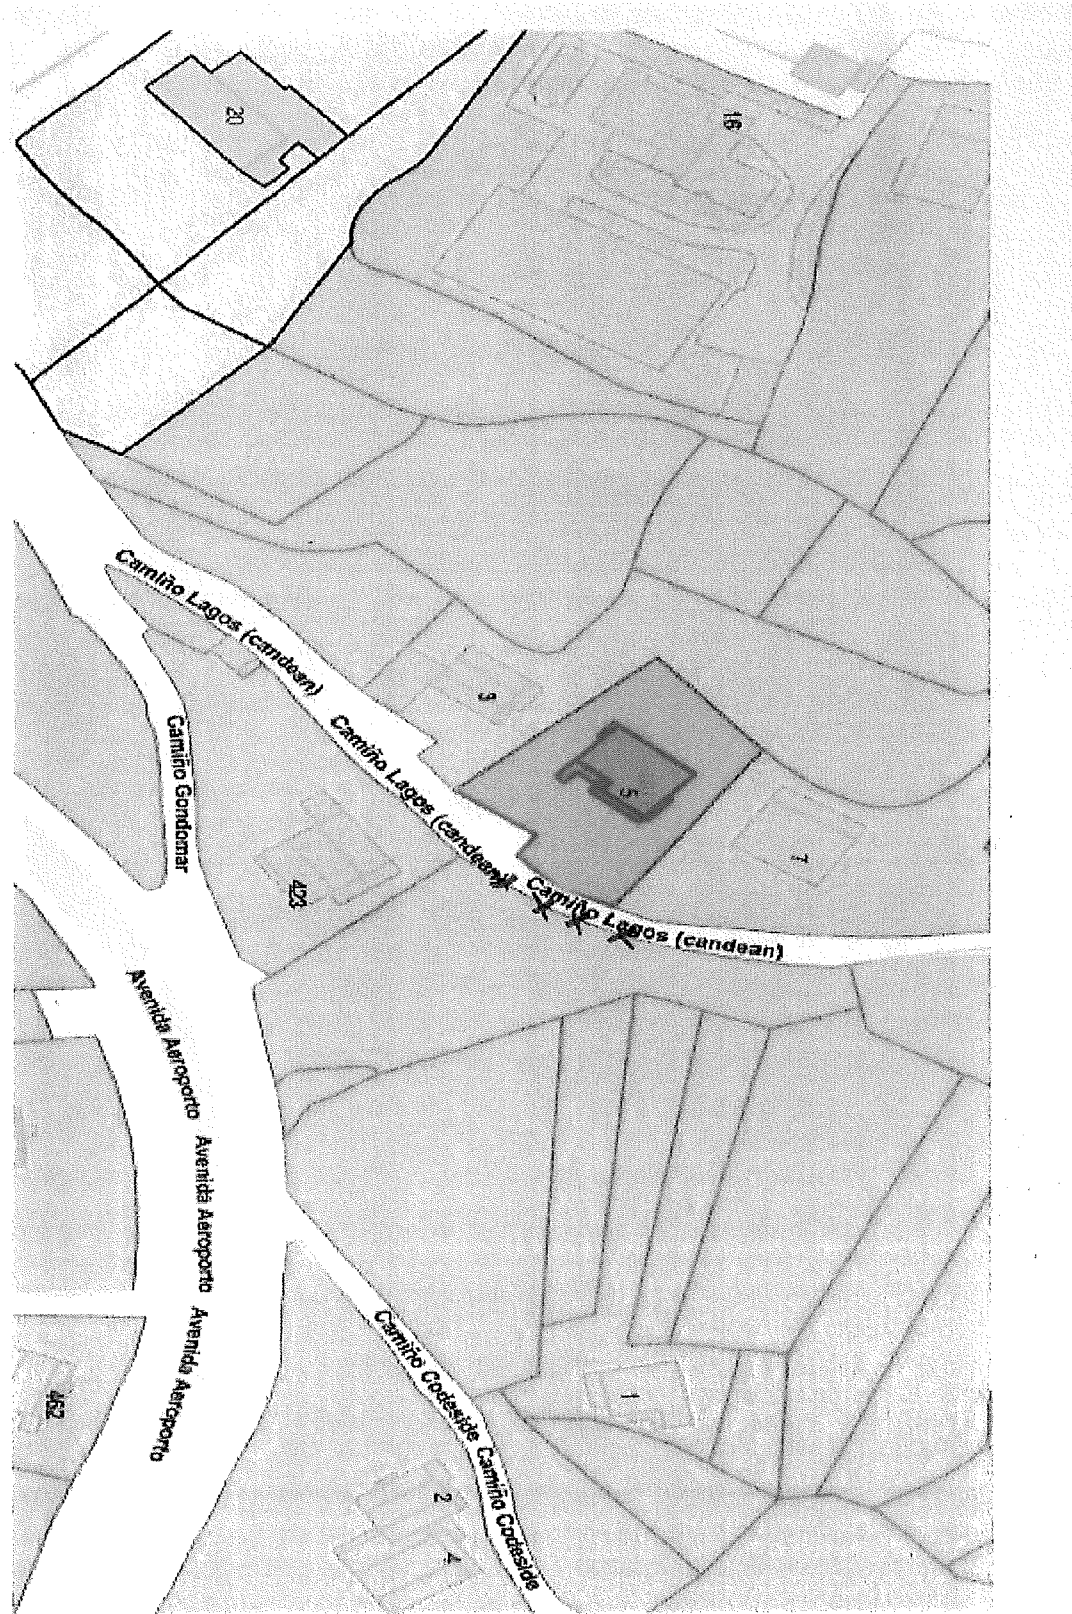 20
16
Camiño Lagos (candean)
3
Camiño Lagos (candean)
5
7
Camiño Gondomar
423
Camiño Lagos (candean)
Avenida Aeroporto
Avenida Aeroporto
Avenida Aeroporto
Camiño Codeside
1
462
Camiño Codeside
2
4